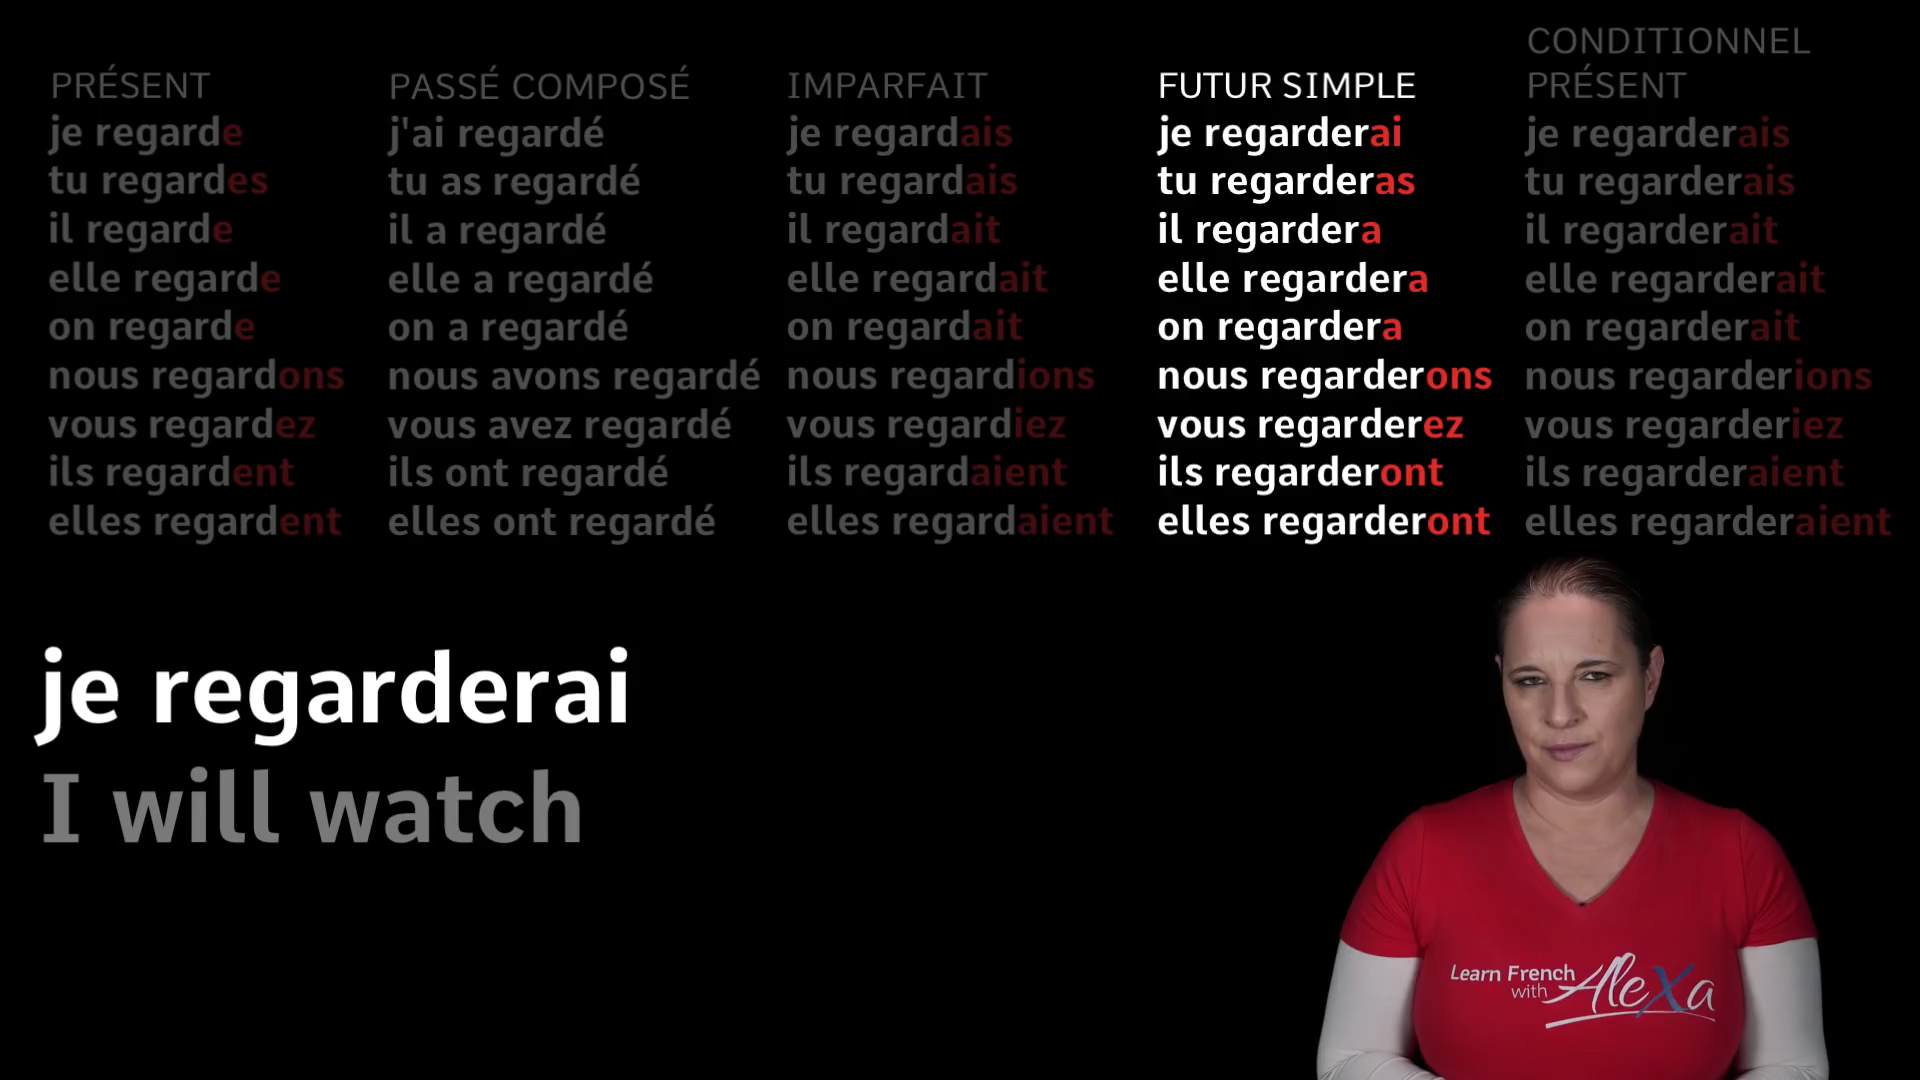 PRÉSENT
je regarde
tu regardes
il regarde
elle regarde
on regarde
nous regardons
vous regardez
ils regardent
elles regardent
PASSÉ COMPOSÉ
j'ai regardé
tu as regardé
il a regardé
elle a regardé
on a regardé
nous avons regardé
vous avez regardé
ils ont regardé
elles ont regardé
IMPARFAIT
je regardais
tu regardais
il regardait
elle regardait
on regardait
nous regardions
vous regardiez
ils regardaient
elles regardaient
FUTUR SIMPLE
je regarderai
tu regarderas
il regardera
elle regardera
on regardera
nous regarderons
vous regarderez
ils regarderont
elles regarderont
CONDITIONNEL
PRÉSENT
je regarderais
tu regarderais
il regarderait
elle regarderait
on regarderait
nous regarderions
vous regarderiez
ils regarderaient
elles regarderaient
je regarderai
I will watch
Learn French
with Alexa